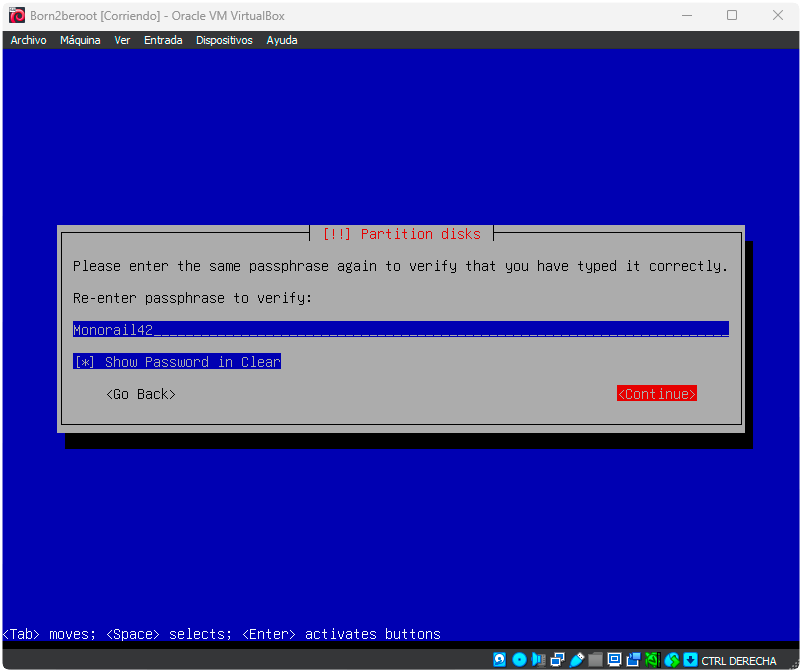 Born2beroot [Corriendo] - Oracle VM VirtualBox
Archivo Máquina Ver Entrada Dispositivos Ayuda
[!!] Partition disks
Please enter the same passphrase again to verify that you have typed it correctly.
Re-enter passphrase to verify:
Monorail42
[*] Show Password in Clear
<Go Back> <Continue>
<Tab> moves; <Space> selects; <Enter> activates buttons
CTRL DERECHA